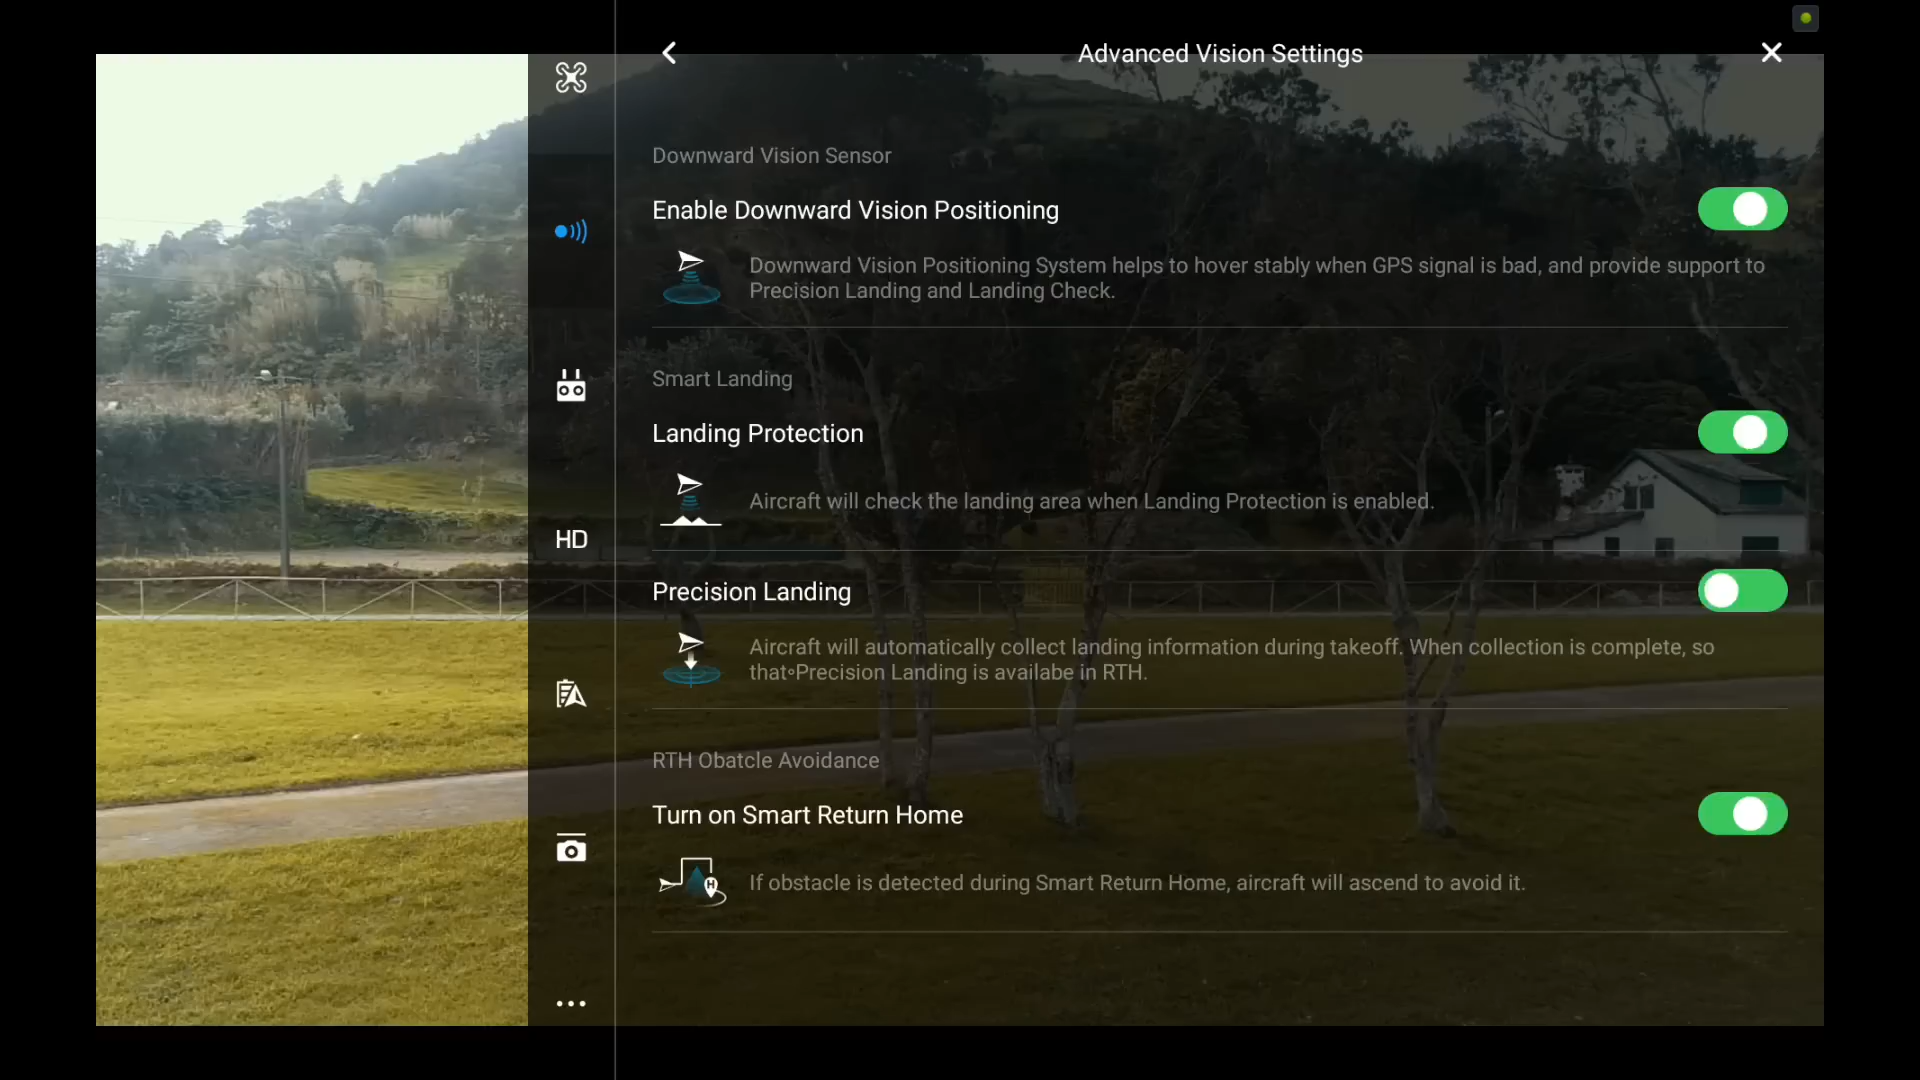 Advanced Vision Settings
Downward Vision Sensor
Enable Downward Vision Positioning
Downward Vision Positioning System helps to hover stably when GPS signal is bad, and provide support to
Precision Landing and Landing Check.
Smart Landing
Landing Protection
Aircraft will check the landing area when Landing Protection is enabled.
HD
Precision Landing
Aircraft will automatically collect landing information during takeoff. When collection is complete, so
that∘Precision Landing is availabe in RTH.
RTH Obatcle Avoidance
Turn on Smart Return Home
H
If obstacle is detected during Smart Return Home, aircraft will ascend to avoid it.